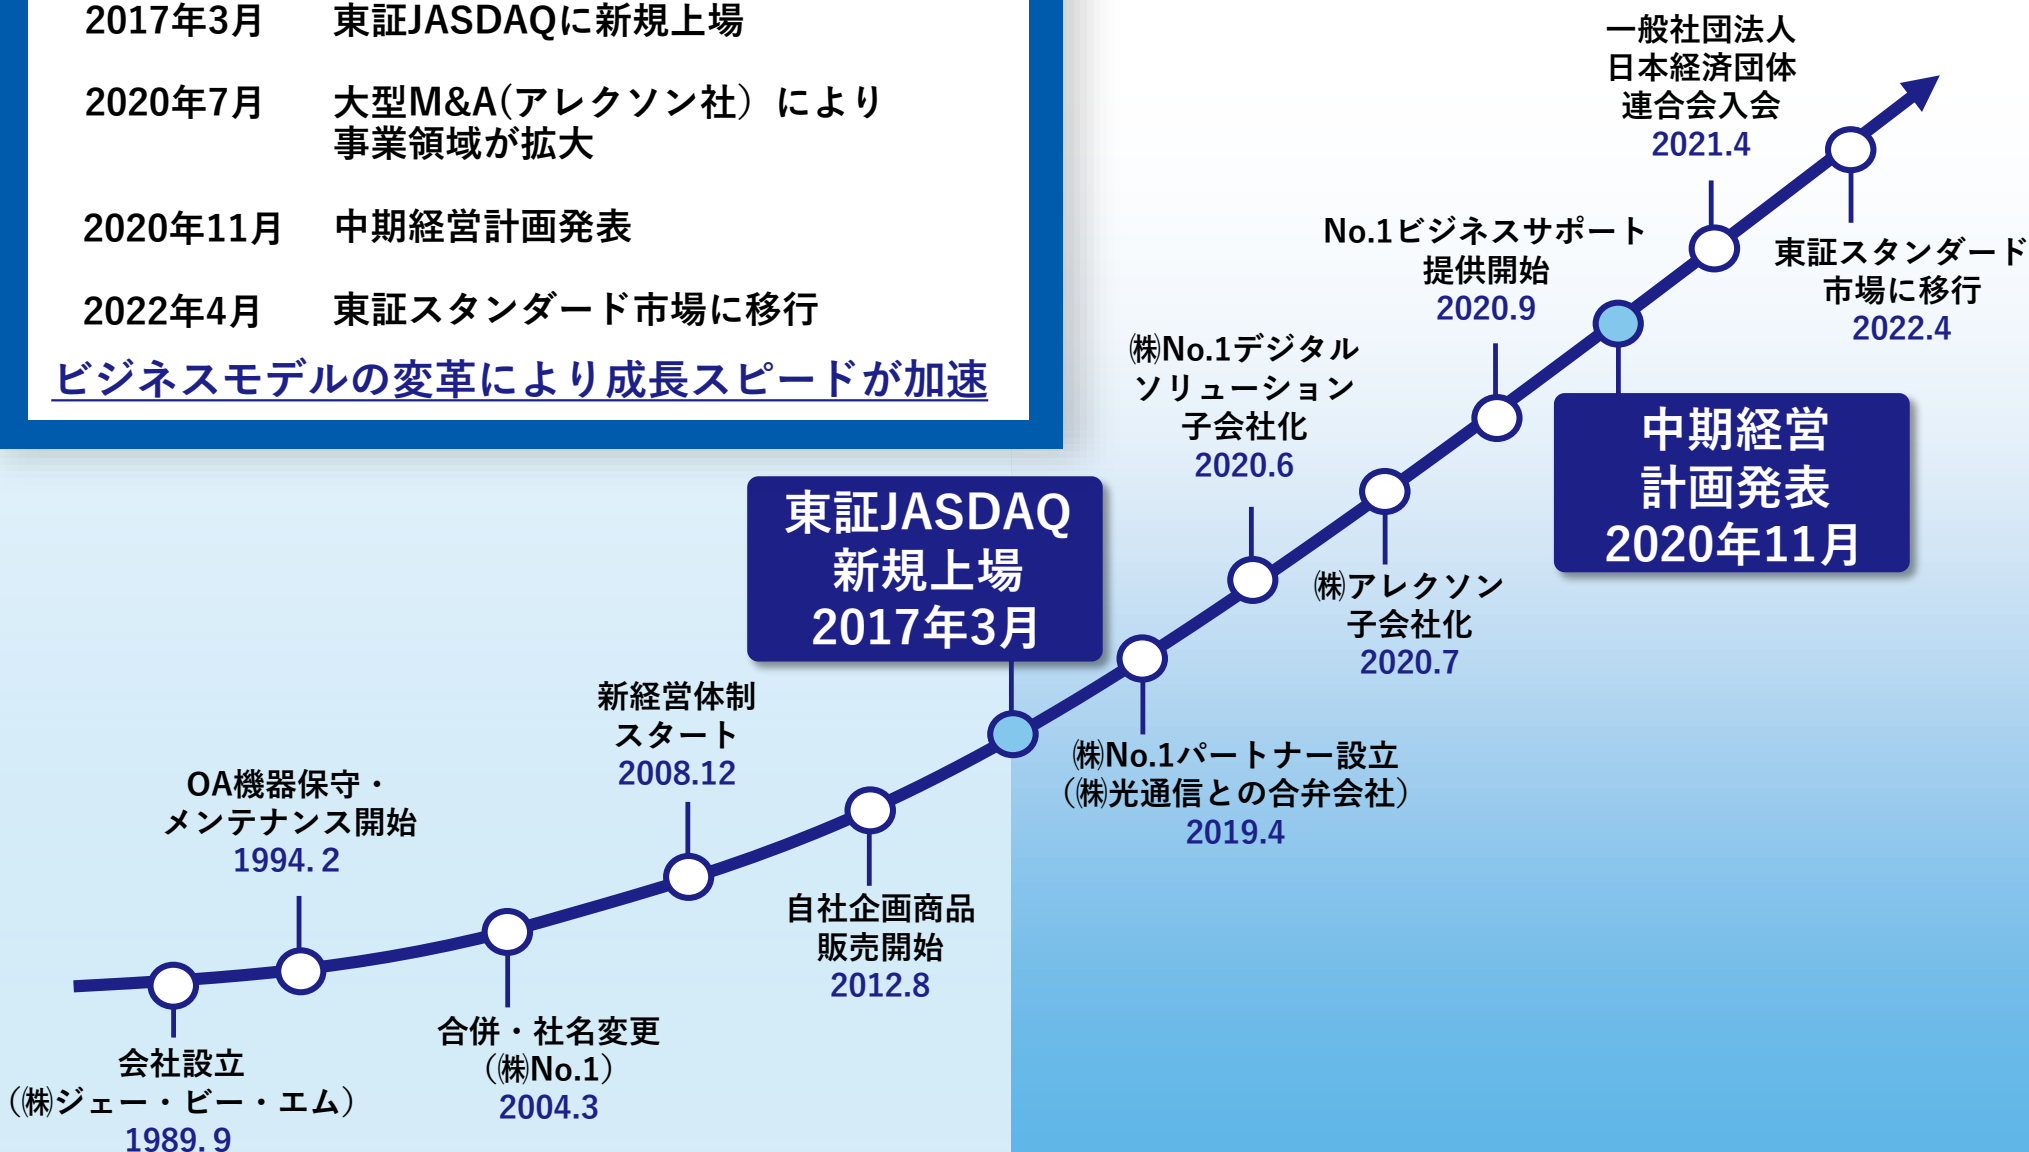 2017年3月 東証JASDAQに新規上場
2020年7月 大型M&A(アレクソン社）により
事業領域が拡大
2020年11月 中期経営計画発表
2022年4月 東証スタンダード市場に移行
ビジネスモデルの変革により成長スピードが加速
会社設立
（㈱ジェー・ビー・エム）
1989. 9
OA機器保守・
メンテナンス開始
1994. 2
合併・社名変更
（㈱No.1）
2004.3
新経営体制
スタート
2008.12
自社企画商品
販売開始
2012.8
東証JASDAQ
新規上場
2017年3月
㈱No.1パートナー設立
（㈱光通信との合弁会社）
2019.4
㈱No.1デジタル
ソリューション
子会社化
2020.6
㈱アレクソン
子会社化
2020.7
No.1ビジネスサポート
提供開始
2020.9
中期経営
計画発表
2020年11月
一般社団法人
日本経済団体
連合会入会
2021.4
東証スタンダード
市場に移行
2022.4